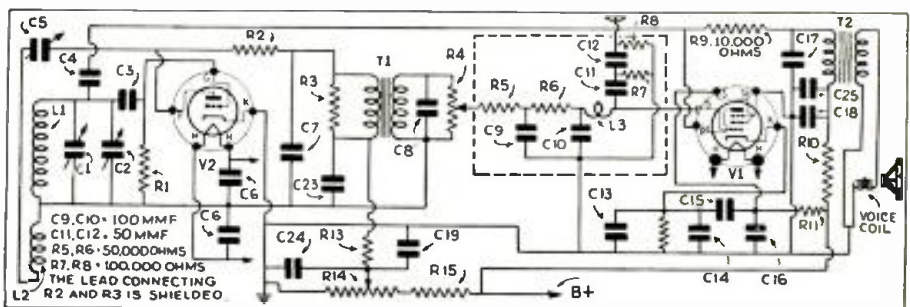 C5
R8
T2
C4
R2
C12
R9.10.000
OHMS
C17
C3
T1
R4
C11
L1
R3
R5
R6
R7
C25
C18
C9
C10
L3
R10
C1
C2
V2
C7
C8
V1
R1
C6
C23
C13
C15
R11
VOICE
COIL
C6
C9,C10=100 MMF
C11,C12=50 MMF
R5,R6=50,000 OHMS
R7,R8=100.000 OHMS
THE LEAD CONNECTING
R2 AND R3 IS SHIELDED
L2
C24
R13
C19
C14
C16
R14
R15
B+